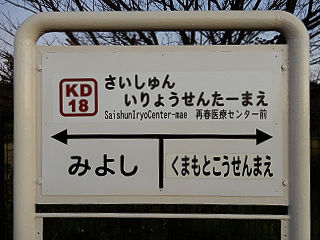 KD
18
さいしゅん
いりょうせんたーまえ
SaishunIryoCenter-mae 再春医療センター前
みよし くまもとこうせんまえ